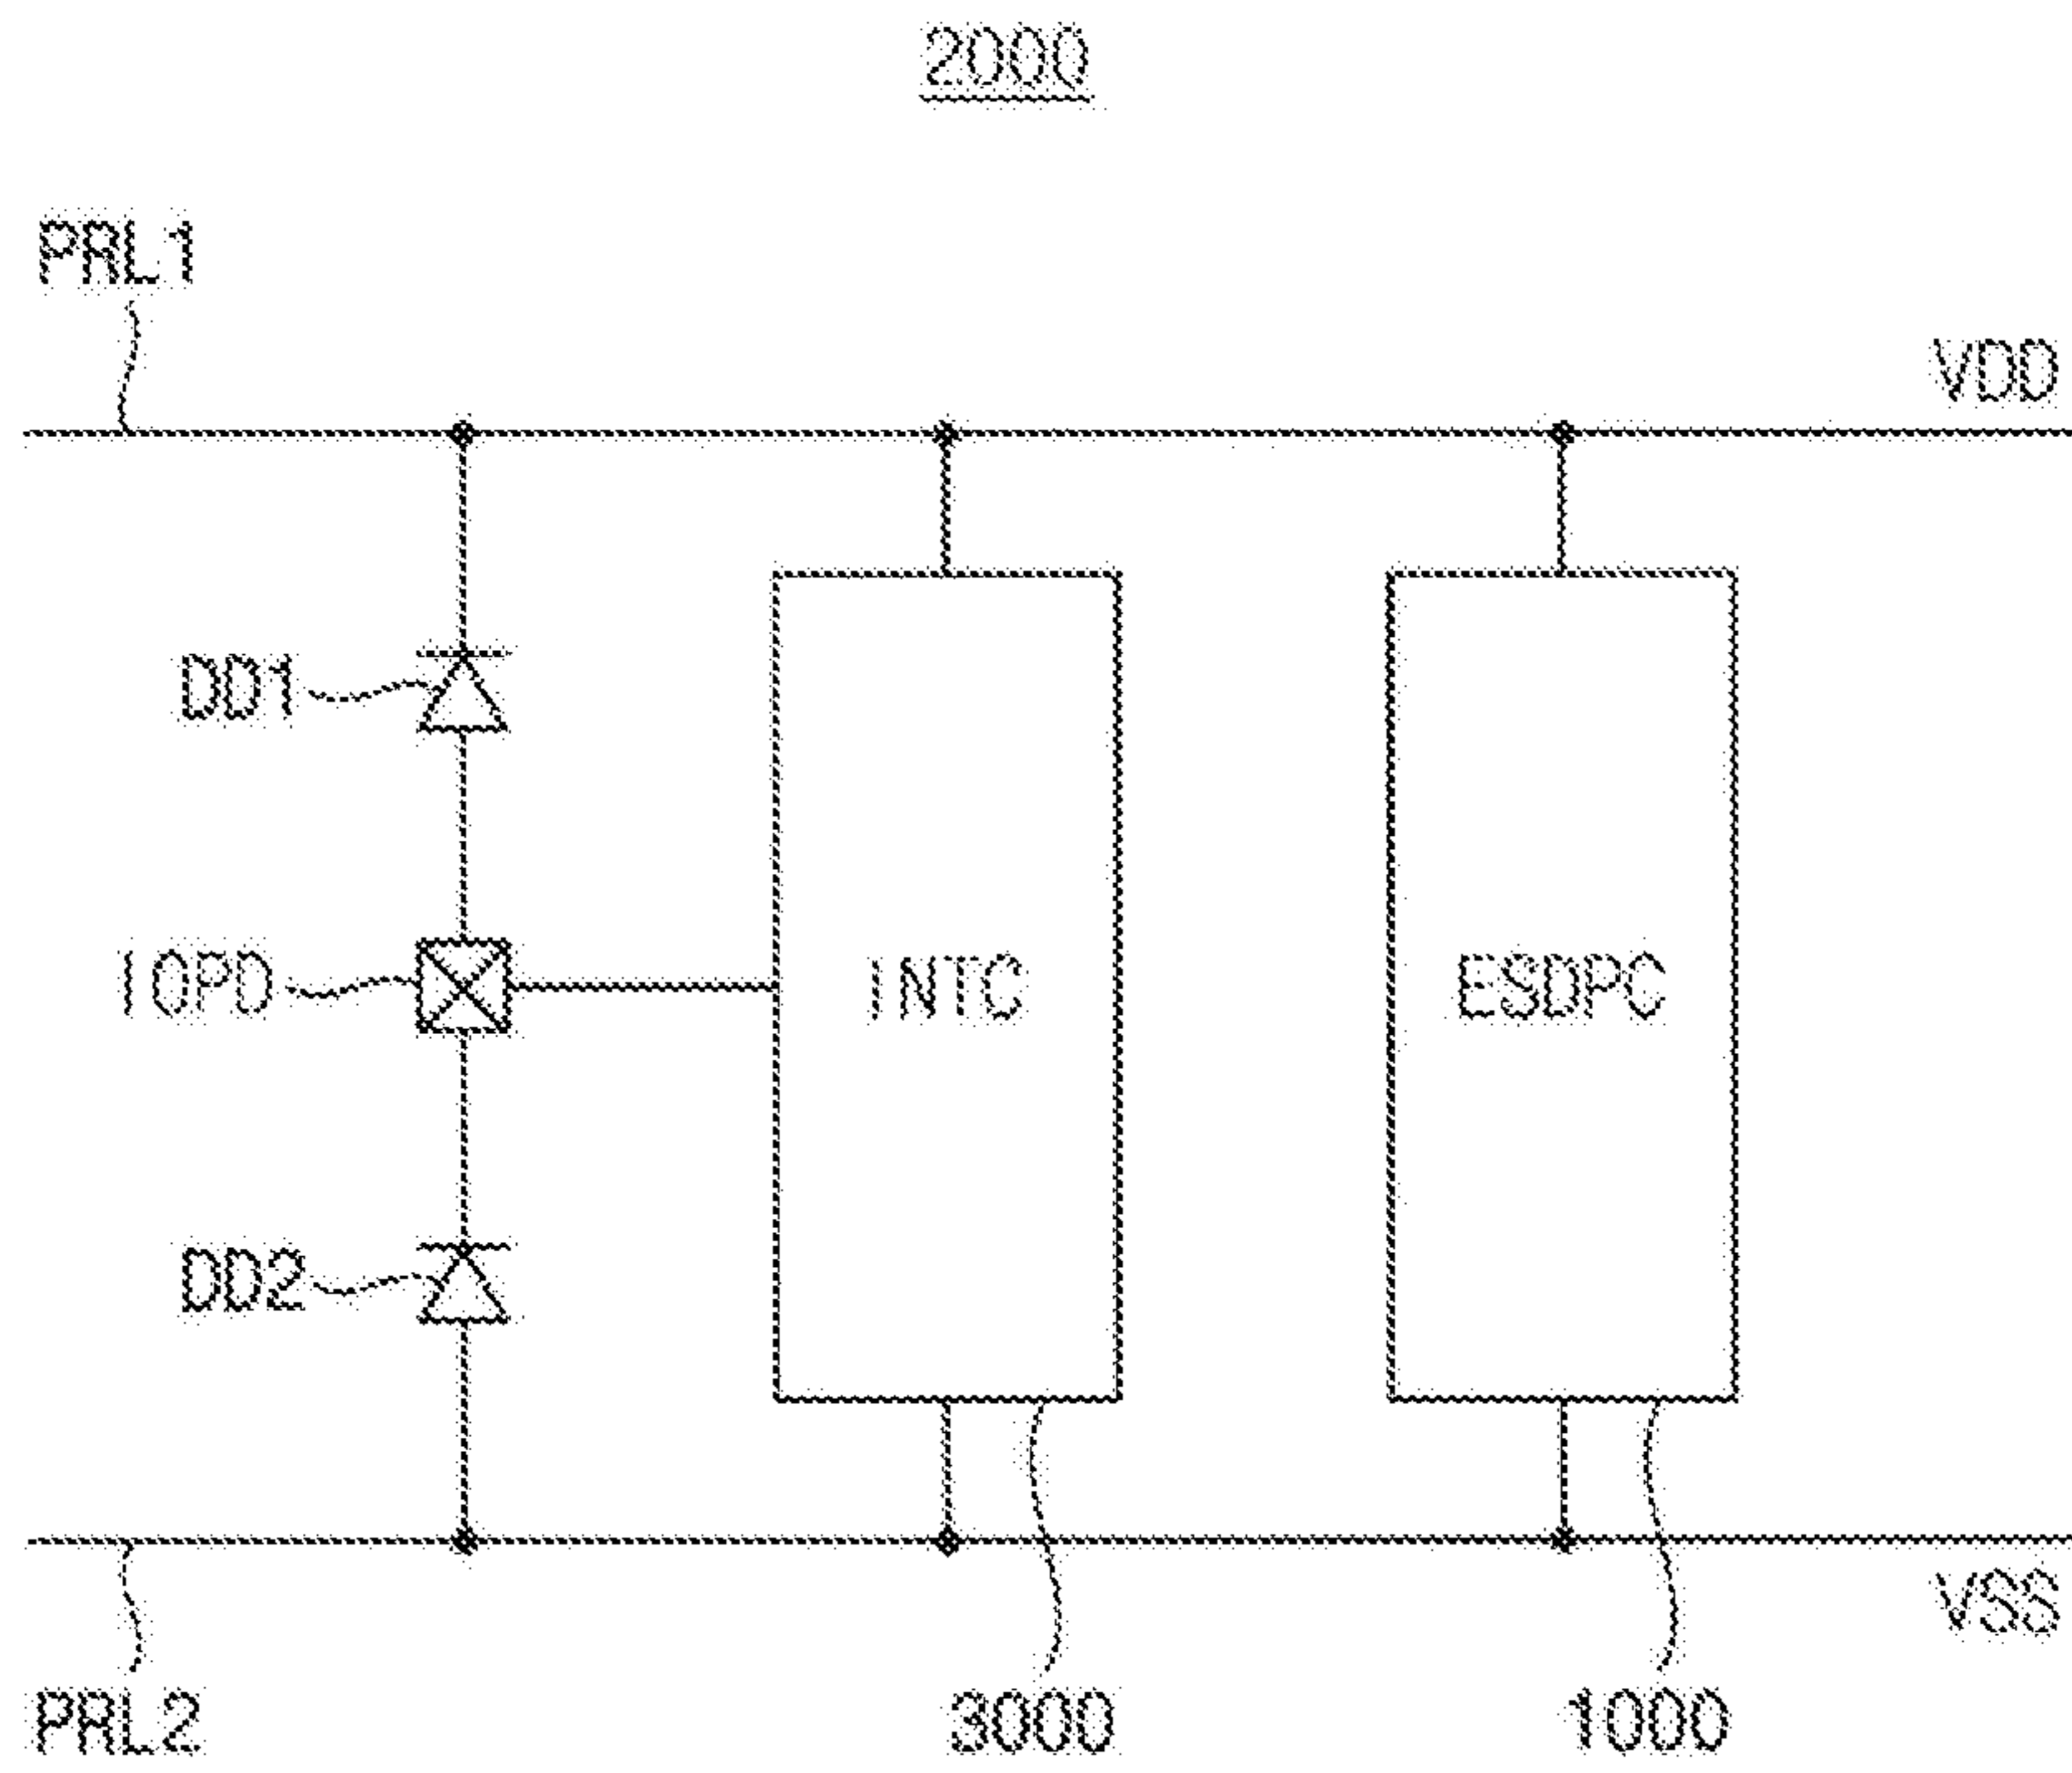 2000
PRL1
VDD
DD1
IOPD
INTC
ESDPC
DD2
VSS
PRL2
3000
1000